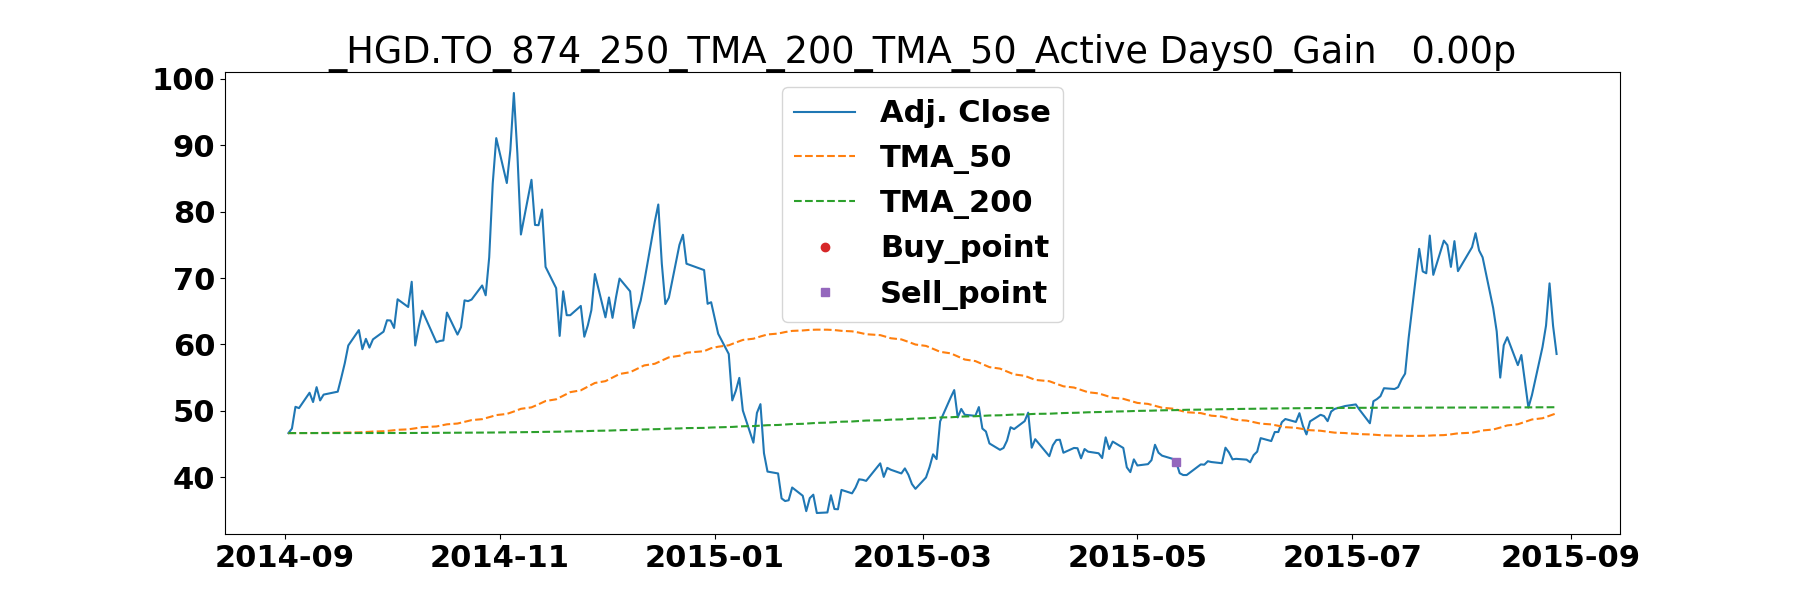 _HGD.TO_874_250_TMA_200_TMA_50_Active Days0_Gain   0.00p
100
90
80
70
60
50
40
Adj. Close
TMA_50
TMA_200
Buy_point
Sell_point
2014-09 2014-11 2015-01 2015-03 2015-05 2015-07 2015-09